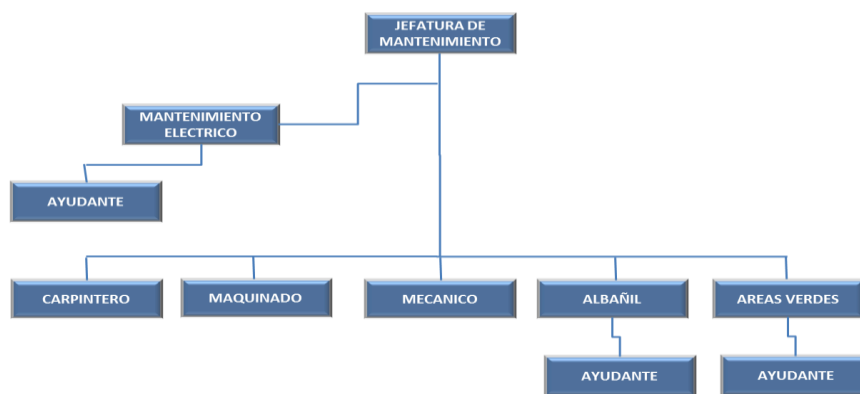 JEFATURA DE
MANTENIMIENTO
MANTENIMIENTO
ELECTRICO
AYUDANTE
CARPINTERO
MAQUINADO
MECANICO
ALBAÑIL
AREAS VERDES
AYUDANTE
AYUDANTE